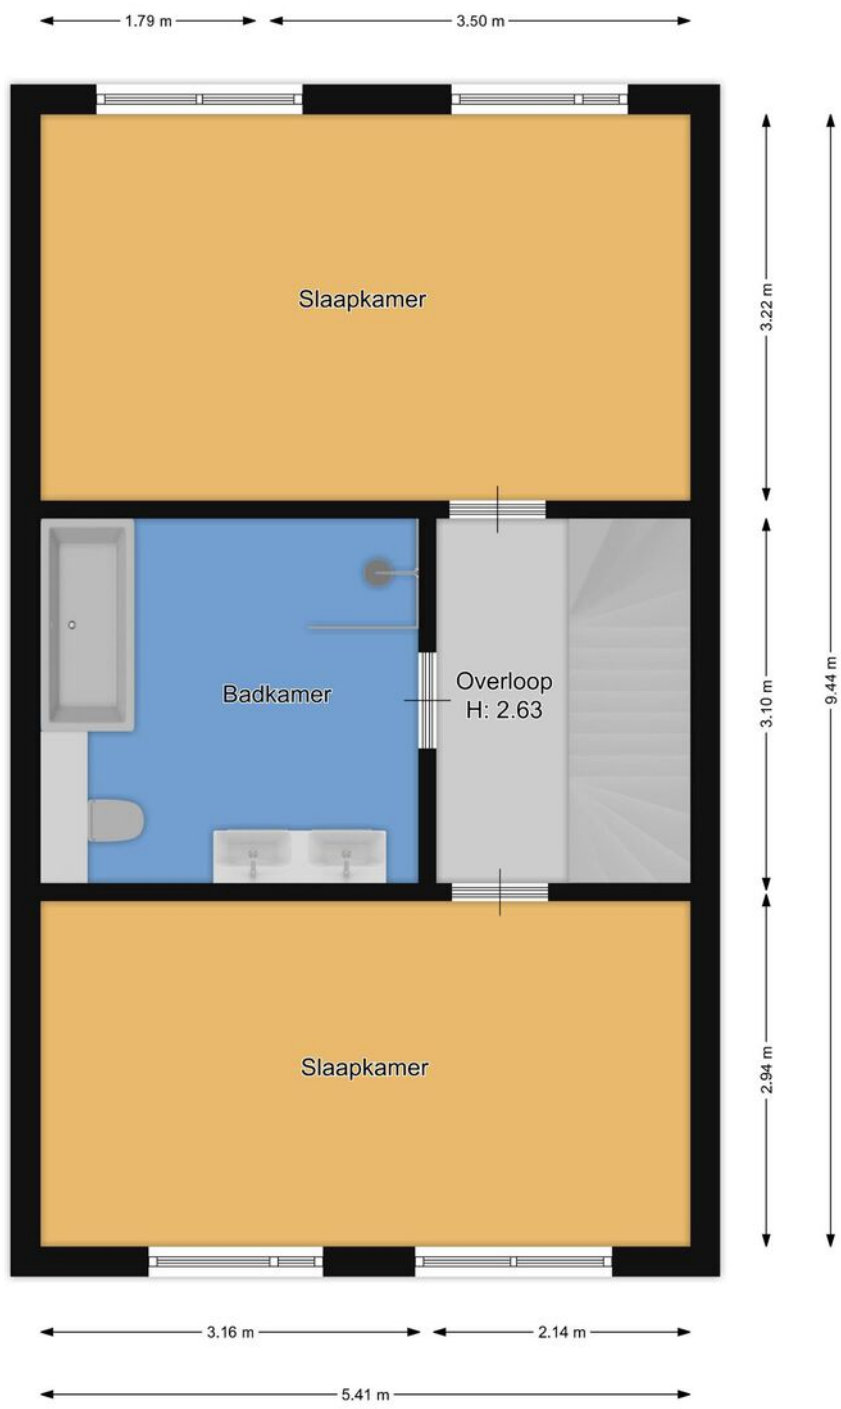 1.79 m
3.50 m
Slaapkamer
3.22 m
Badkamer
Overloop
H: 2.63
3.10 m
9.44 m
Slaapkamer
2.94 m
3.16 m
2.14 m
5.41 m